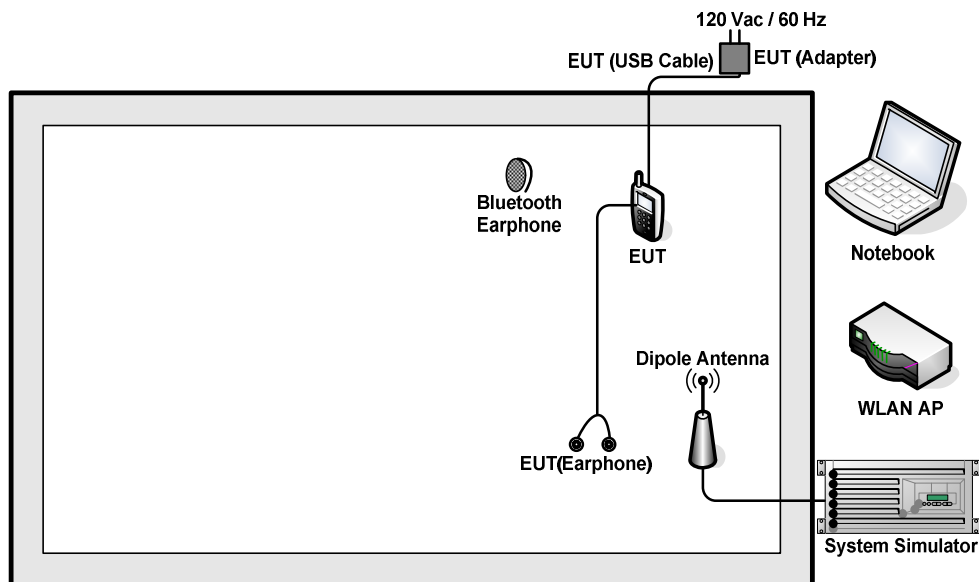 120 Vac / 60 Hz
EUT (USB Cable)
EUT (Adapter)
Bluetooth
Earphone
EUT
Notebook
Dipole Antenna
WLAN AP
EUT(Earphone)
System Simulator